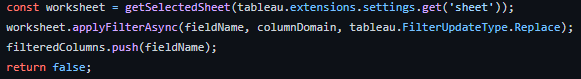 const worksheet = getSelectedSheet(tableau.extensions.settings.get('sheet'));
worksheet.applyFilterAsync(fieldName, columnDomain, tableau.FilterUpdateType.Replace);
filteredColumns.push(fieldName);
return false;